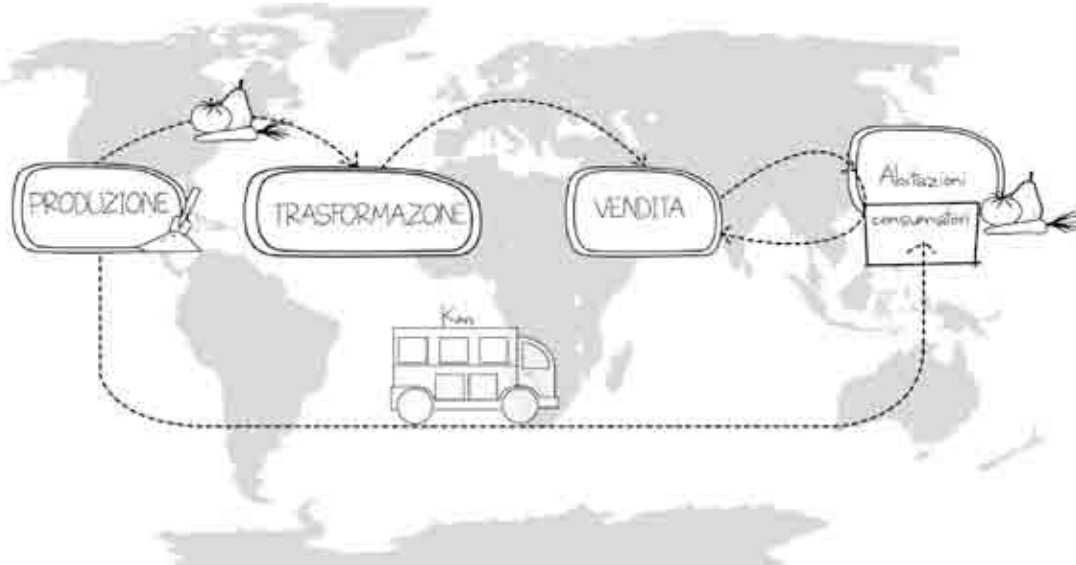 PRODUZIONE
TRASFORMAZONE
VENDITA
Abitazioni
consumatori
Km